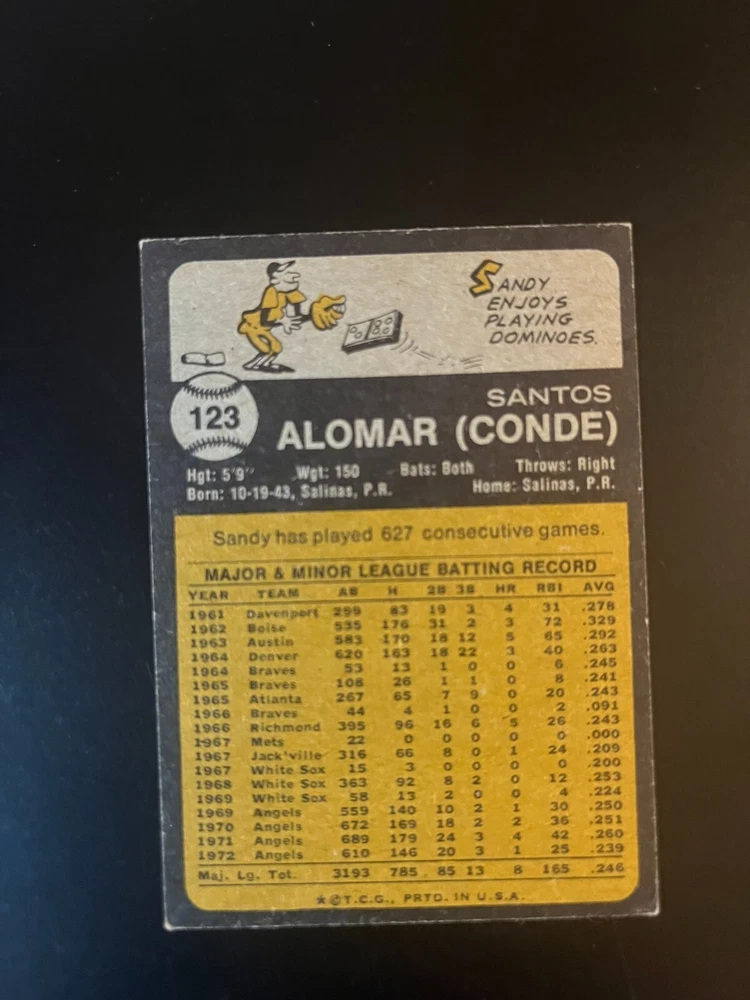 SANDY
ENJOYS
PLAYING
DOMINOES.
123
SANTOS
ALOMAR (CONDE)
Hgt: 5'9" Wgt: 150 Bats: Both Throws: Right
Born: 10-19-43, Salinas, P.R. Home: Salinas, P.R.
Sandy has played 627 consecutive games.
MAJOR & MINOR LEAGUE BATTING RECORD
YEAR TEAM AB H 2B 3B HR RBI AVG
1961 Davenport 299 83 19 3 4 31 .278
1962 Boise 535 176 31 2 3 72 .329
1963 Austin 583 170 18 12 5 65 .292
1964 Denver 620 163 18 22 3 40 .263
1964 Braves 53 13 1 0 0 6 .245
1965 Braves 108 26 1 1 0 8 .241
1965 Atlanta 267 65 7 9 0 20 .243
1966 Braves 44 4 1 0 0 2 .091
1966 Richmond 395 96 16 6 5 26 .243
1967 Mets 22 0 0 0 0 0 .000
1967 Jack'ville 316 66 8 0 1 24 .209
1967 White Sox 15 3 0 0 0 0 .200
1968 White Sox 363 92 8 2 0 12 .253
1969 White Sox 58 13 2 0 0 4 .224
1969 Angels 559 140 10 2 1 30 .250
1970 Angels 672 169 18 2 2 36 .251
1971 Angels 689 179 24 3 4 42 .260
1972 Angels 610 146 20 3 1 25 .239
Maj. Lg. Tot. 3193 785 85 13 8 165 .246
★©T.C.G., PRTD. IN U.S.A.